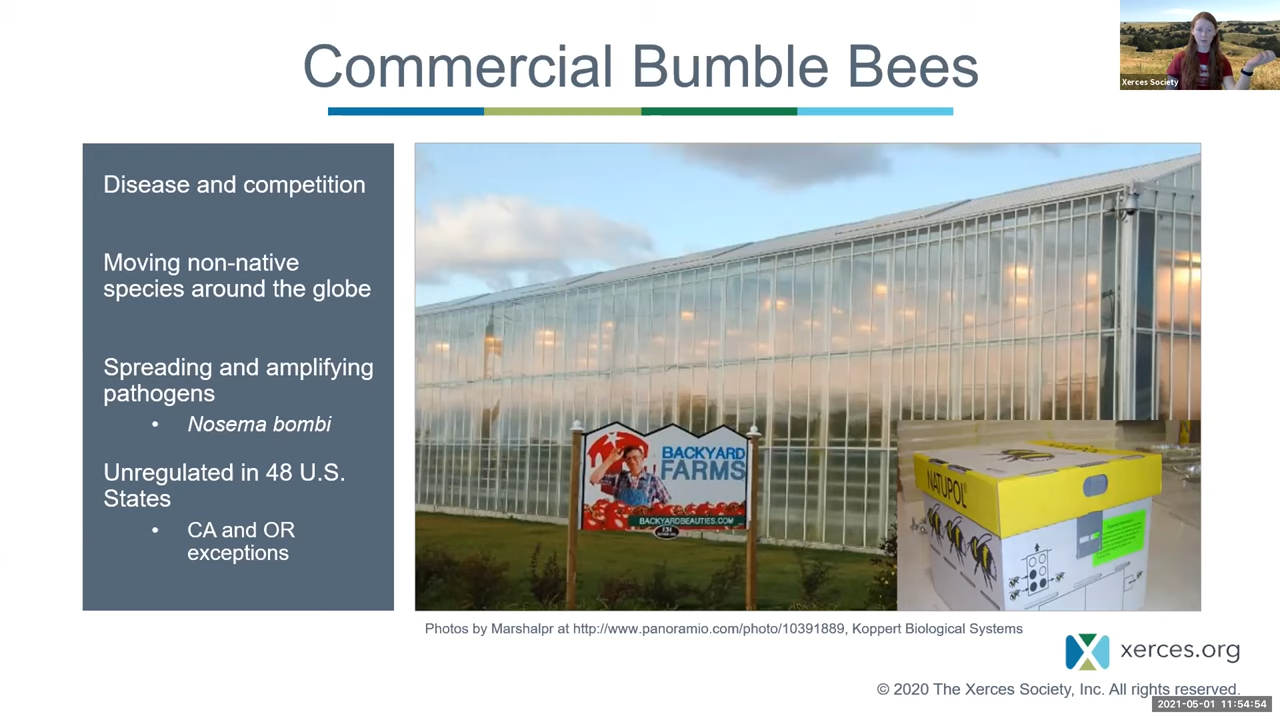 Commercial Bumble Bees
Xerces Society
Disease and competition
Moving non-native
species around the globe
Spreading and amplifying
pathogens
• Nosema bombi
Unregulated in 48 U.S.
States
• CA and OR
exceptions
BACKYARD
FARMS
BACKYARDBEAUTIES.COM
131
NATUPOL
Photos by Marshalpr at http://www.panoramio.com/photo/10391889, Koppert Biological Systems
xerces.org
© 2020 The Xerces Society, Inc. All rights reserved.
2021-05-01 11:54:54